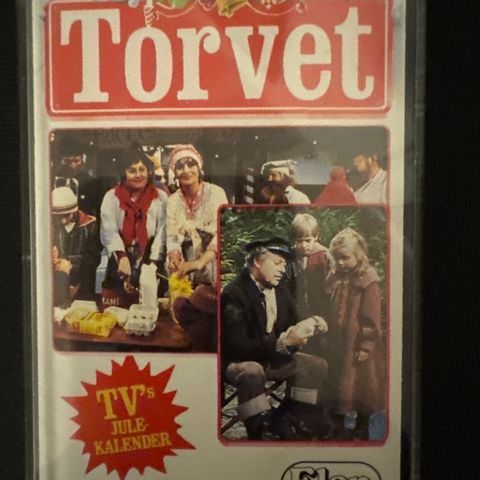 Torvet
TV's
JULE-
KALENDER